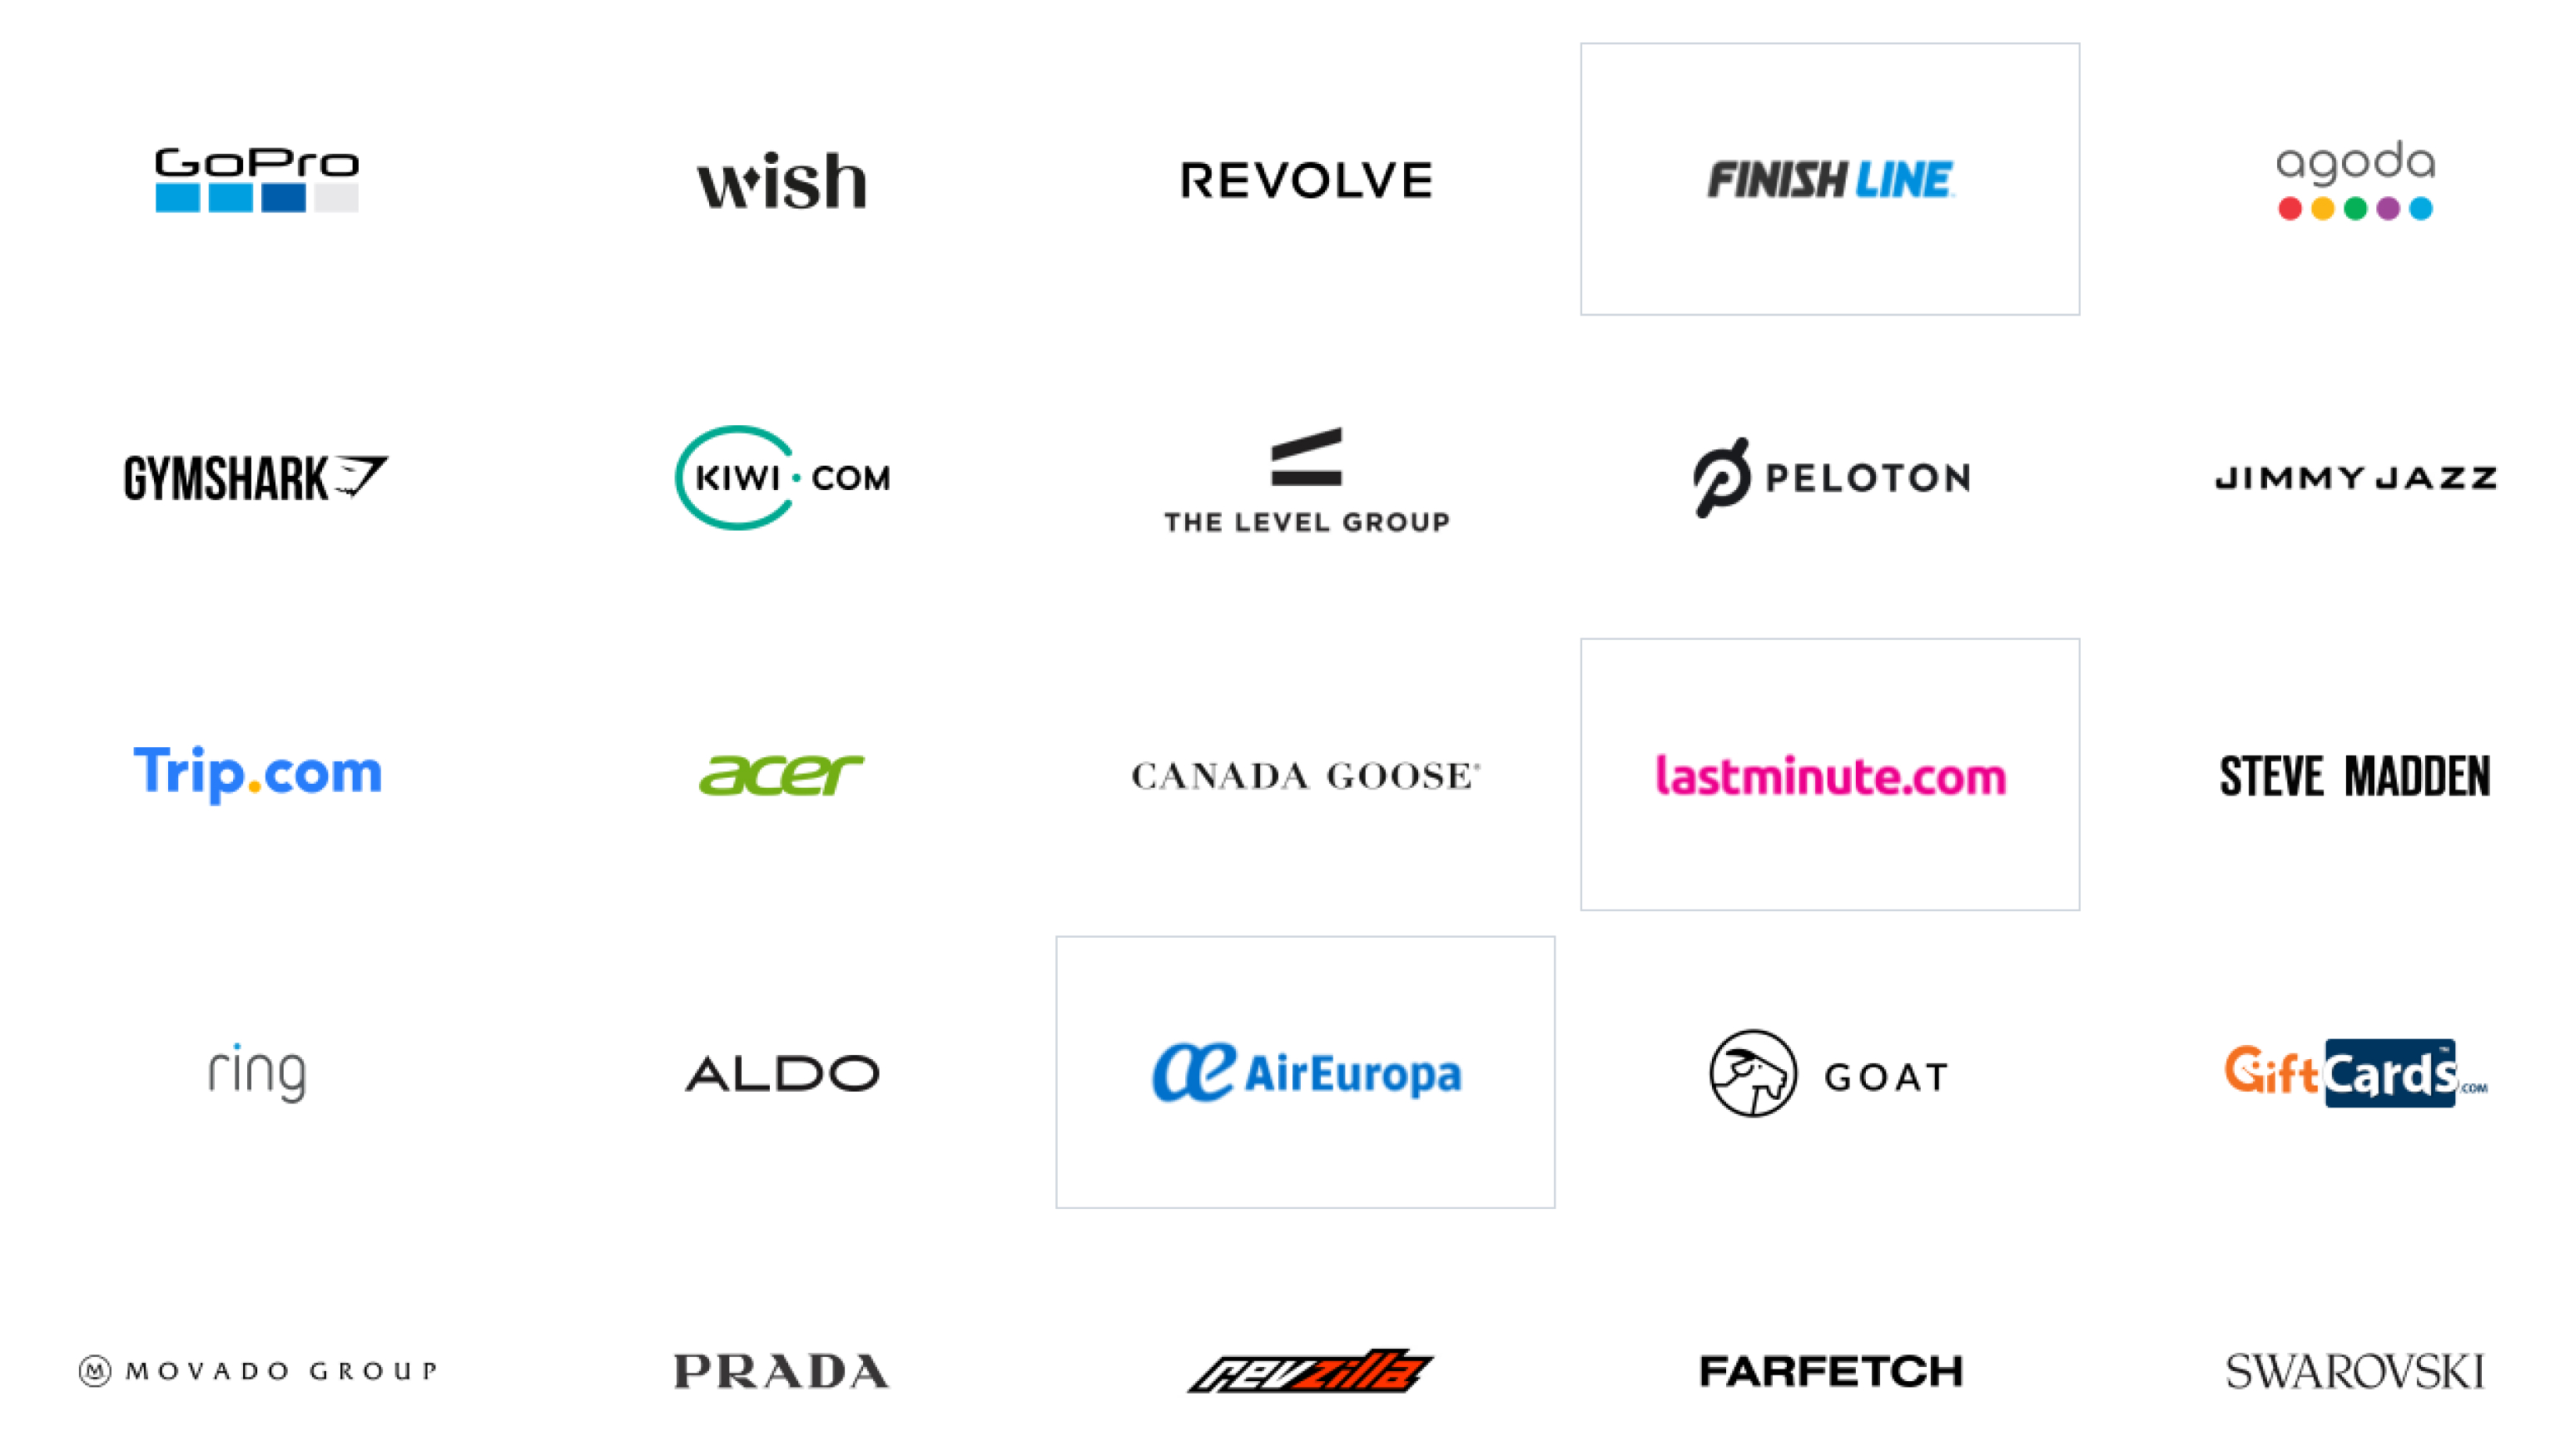 GoPro
wish
REVOLVE
FINISH LINE
agoda
GYMSHARK
KIWI.COM
THE LEVEL GROUP
PELOTON
JIMMY JAZZ
Trip.com
acer
CANADA GOOSE®
lastminute.com
STEVE MADDEN
ring
ALDO
æ AirEuropa
GOAT
GiftCards.COM™
M MOVADO GROUP
PRADA
revzilla
FARFETCH
SWAROVSKI